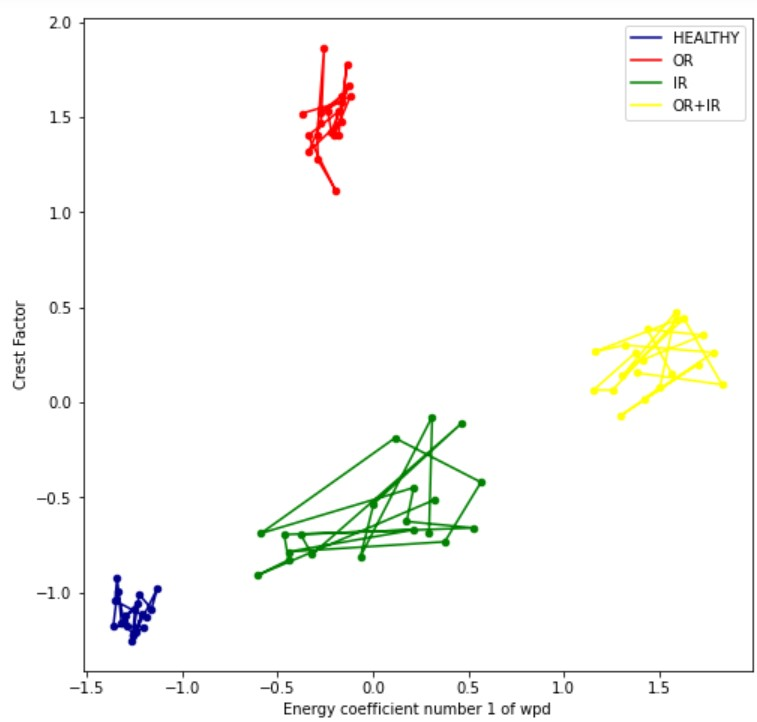 2.0
1.5
1.0
0.5
0.0
−0.5
−1.0
Crest Factor
HEALTHY
OR
IR
OR+IR
−1.5 −1.0 −0.5 0.0 0.5 1.0 1.5
Energy coefficient number 1 of wpd